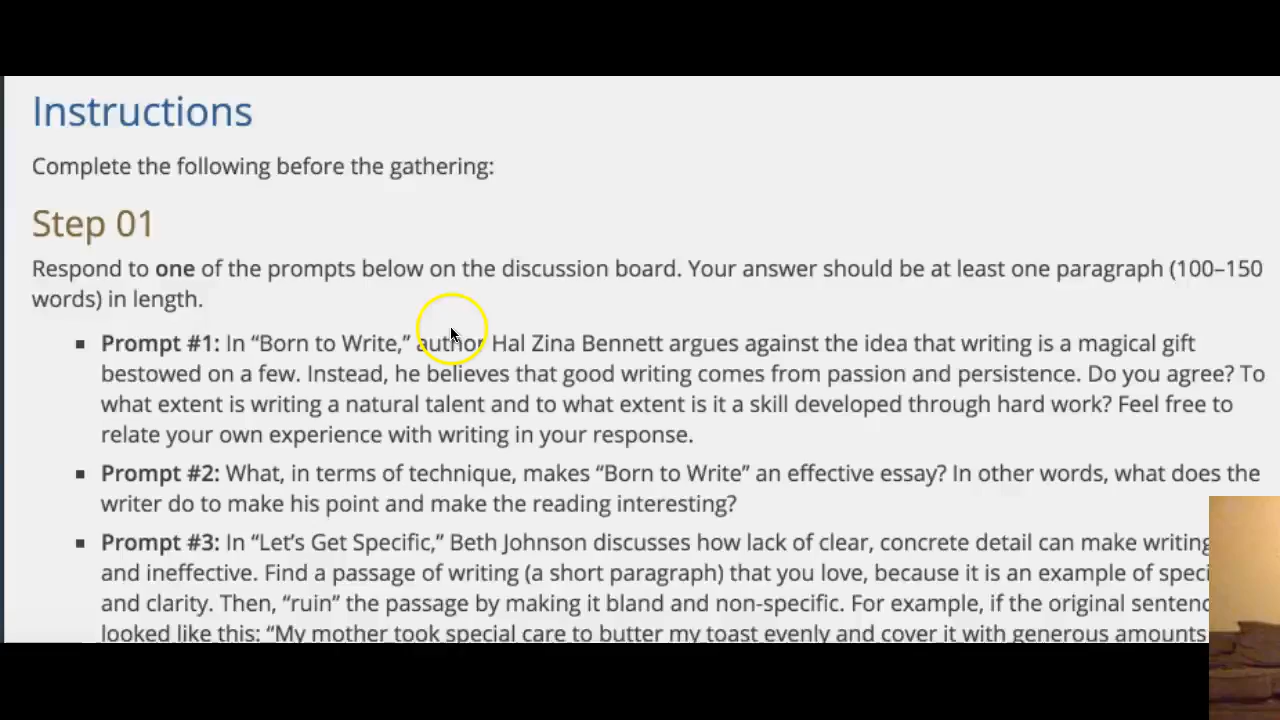 Instructions
Complete the following before the gathering:
Step 01
Respond to one of the prompts below on the discussion board. Your answer should be at least one paragraph (100–150
words) in length.
▪ Prompt #1: In “Born to Write,” author Hal Zina Bennett argues against the idea that writing is a magical gift
bestowed on a few. Instead, he believes that good writing comes from passion and persistence. Do you agree? To
what extent is writing a natural talent and to what extent is it a skill developed through hard work? Feel free to
relate your own experience with writing in your response.
▪ Prompt #2: What, in terms of technique, makes “Born to Write” an effective essay? In other words, what does the
writer do to make his point and make the reading interesting?
▪ Prompt #3: In “Let’s Get Specific,” Beth Johnson discusses how lack of clear, concrete detail can make writing
and ineffective. Find a passage of writing (a short paragraph) that you love, because it is an example of speci
and clarity. Then, “ruin” the passage by making it bland and non-specific. For example, if the original sentenc
looked like this: “My mother took special care to butter my toast evenly and cover it with generous amounts